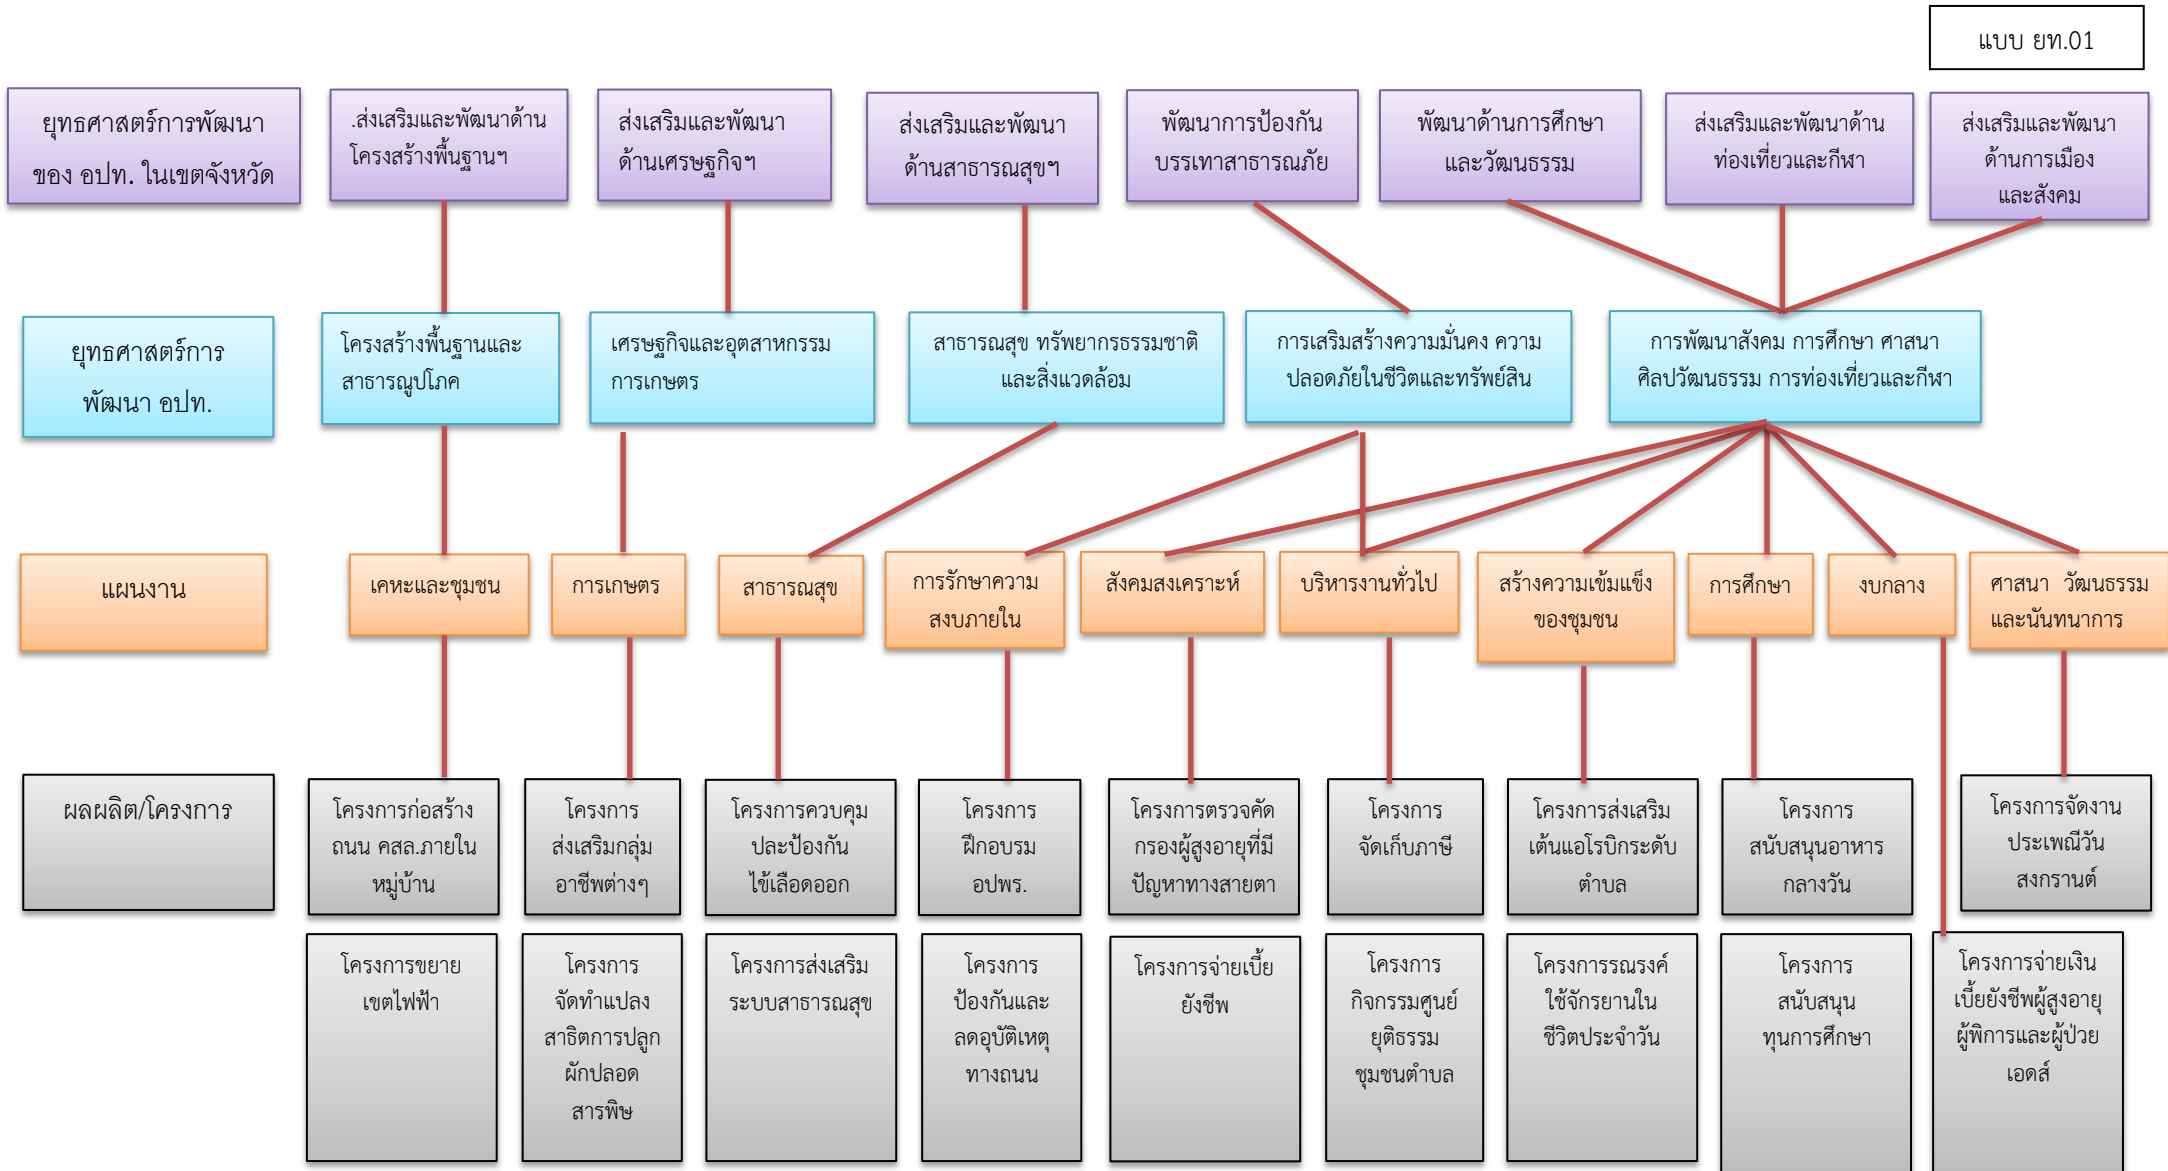 แบบ ยท.01
ยุทธศาสตร์การพัฒนา
ของ อปท. ในเขตจังหวัด
.ส่งเสริมและพัฒนาด้าน
โครงสร้างพื้นฐานฯ
ส่งเสริมและพัฒนา
ด้านเศรษฐกิจฯ
ส่งเสริมและพัฒนา
ด้านสาธารณสุขฯ
พัฒนาการป้องกัน
บรรเทาสาธารณภัย
พัฒนาด้านการศึกษา
และวัฒนธรรม
ส่งเสริมและพัฒนาด้าน
ท่องเที่ยวและกีฬา
ส่งเสริมและพัฒนา
ด้านการเมือง
และสังคม
ยุทธศาสตร์การ
พัฒนา อปท.
โครงสร้างพื้นฐานและ
สาธารณูปโภค
เศรษฐกิจและอุตสาหกรรม
การเกษตร
สาธารณสุข ทรัพยากรธรรมชาติ
และสิ่งแวดล้อม
การเสริมสร้างความมั่นคง ความ
ปลอดภัยในชีวิตและทรัพย์สิน
การพัฒนาสังคม การศึกษา ศาสนา
ศิลปวัฒนธรรม การท่องเที่ยวและกีฬา
แผนงาน
เคหะและชุมชน
การเกษตร
สาธารณสุข
การรักษาความ
สงบภายใน
สังคมสงเคราะห์
บริหารงานทั่วไป
สร้างความเข้มแข็ง
ของชุมชน
การศึกษา
งบกลาง
ศาสนา วัฒนธรรม
และนันทนาการ
ผลผลิต/โครงการ
โครงการก่อสร้าง
ถนน คสล.ภายใน
หมู่บ้าน
โครงการ
ส่งเสริมกลุ่ม
อาชีพต่างๆ
โครงการควบคุม
ปละป้องกัน
ไข้เลือดออก
โครงการ
ฝึกอบรม
อปพร.
โครงการตรวจคัด
กรองผู้สูงอายุที่มี
ปัญหาทางสายตา
โครงการ
จัดเก็บภาษี
โครงการส่งเสริม
เต้นแอโรบิกระดับ
ตำบล
โครงการ
สนับสนุนอาหาร
กลางวัน
โครงการจัดงาน
ประเพณีวัน
สงกรานต์
โครงการขยาย
เขตไฟฟ้า
โครงการ
จัดทำแปลง
สาธิตการปลูก
ผักปลอด
สารพิษ
โครงการส่งเสริม
ระบบสาธารณสุข
โครงการ
ป้องกันและ
ลดอุบัติเหตุ
ทางถนน
โครงการจ่ายเบี้ย
ยังชีพ
โครงการ
กิจกรรมศูนย์
ยุติธรรม
ชุมชนตำบล
โครงการรณรงค์
ใช้จักรยานใน
ชีวิตประจำวัน
โครงการ
สนับสนุน
ทุนการศึกษา
โครงการจ่ายเงิน
เบี้ยยังชีพผู้สูงอายุ
ผู้พิการและผู้ป่วย
เอดส์